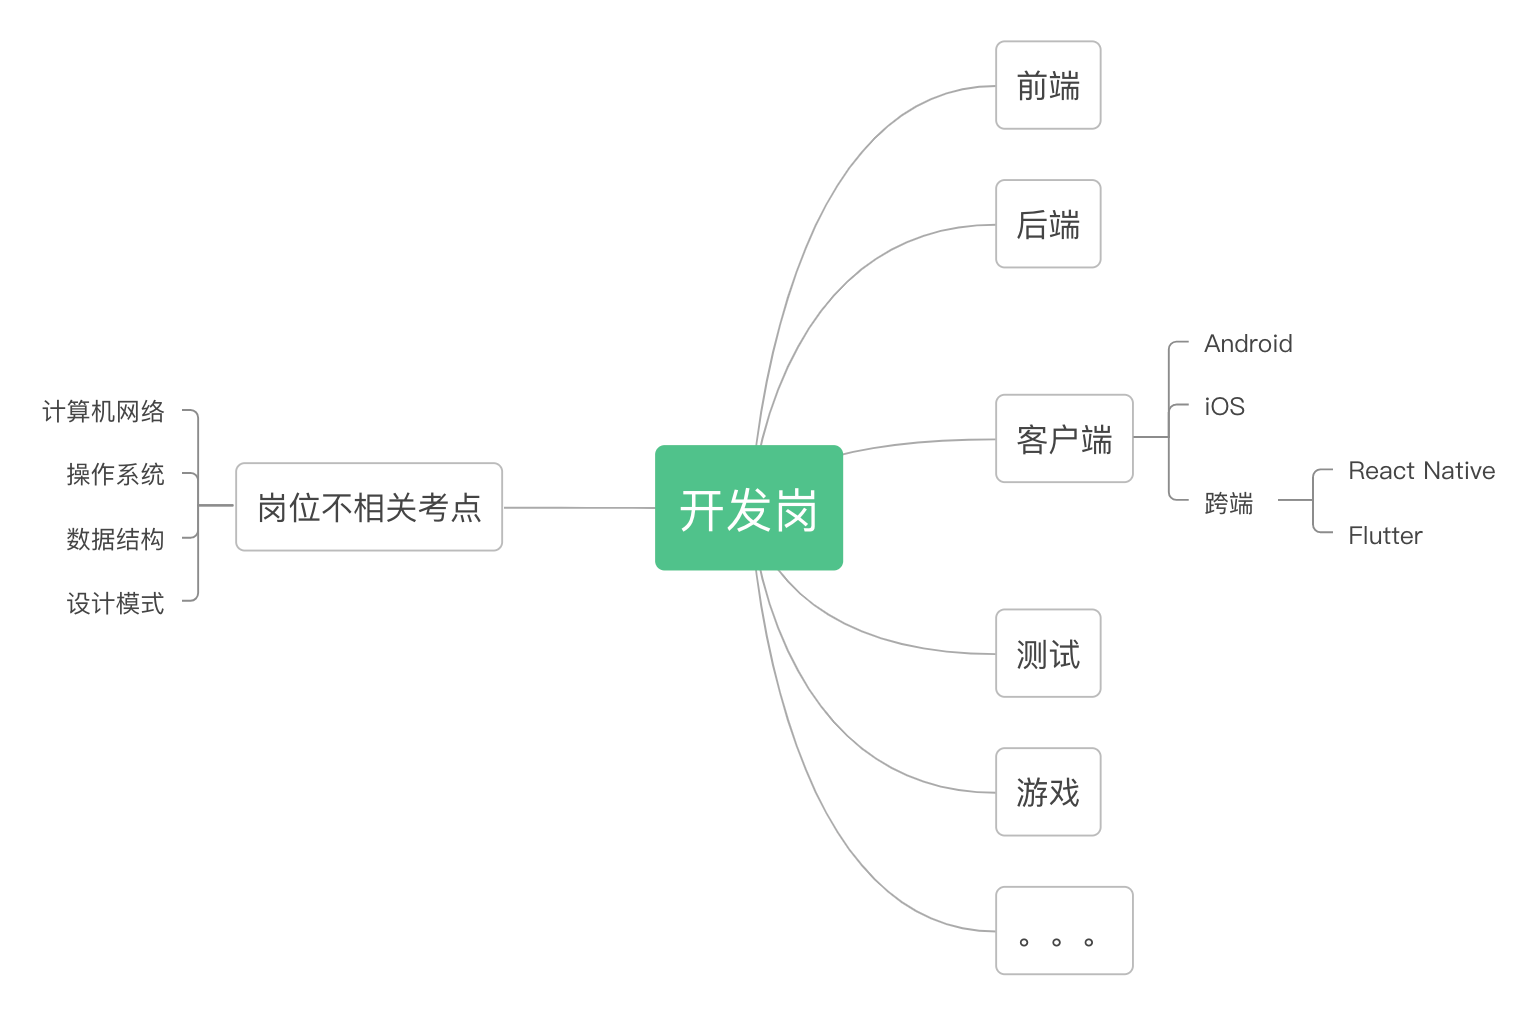 开发岗
岗位不相关考点
计算机网络
操作系统
数据结构
设计模式
前端
后端
客户端
Android
iOS
跨端
React Native
Flutter
测试
游戏
。。。